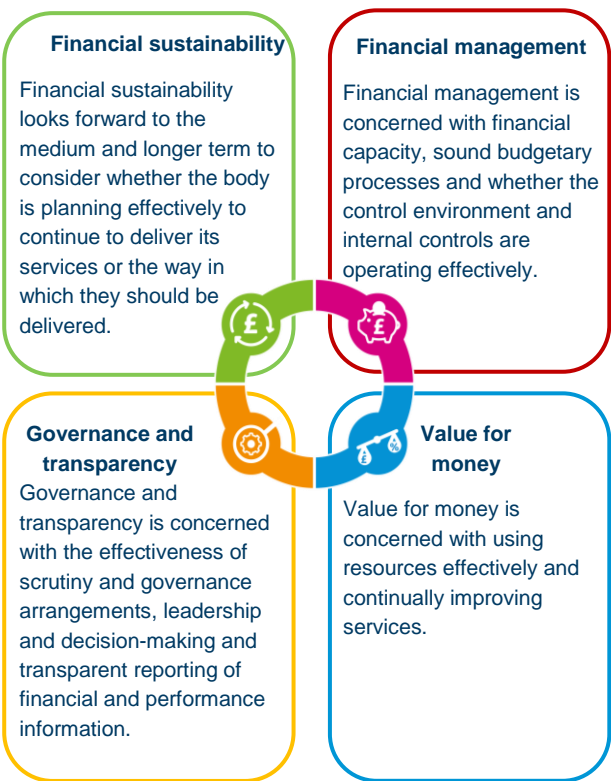 Financial sustainability
Financial sustainability
looks forward to the
medium and longer term to
consider whether the body
is planning effectively to
continue to deliver its
services or the way in
which they should be
delivered.
Financial management
Financial management is
concerned with financial
capacity, sound budgetary
processes and whether the
control environment and
internal controls are
operating effectively.
£
£
Governance and
transparency
Governance and
transparency is concerned
with the effectiveness of
scrutiny and governance
arrangements, leadership
and decision-making and
transparent reporting of
financial and performance
information.
£ %
Value for
money
Value for money is
concerned with using
resources effectively and
continually improving
services.